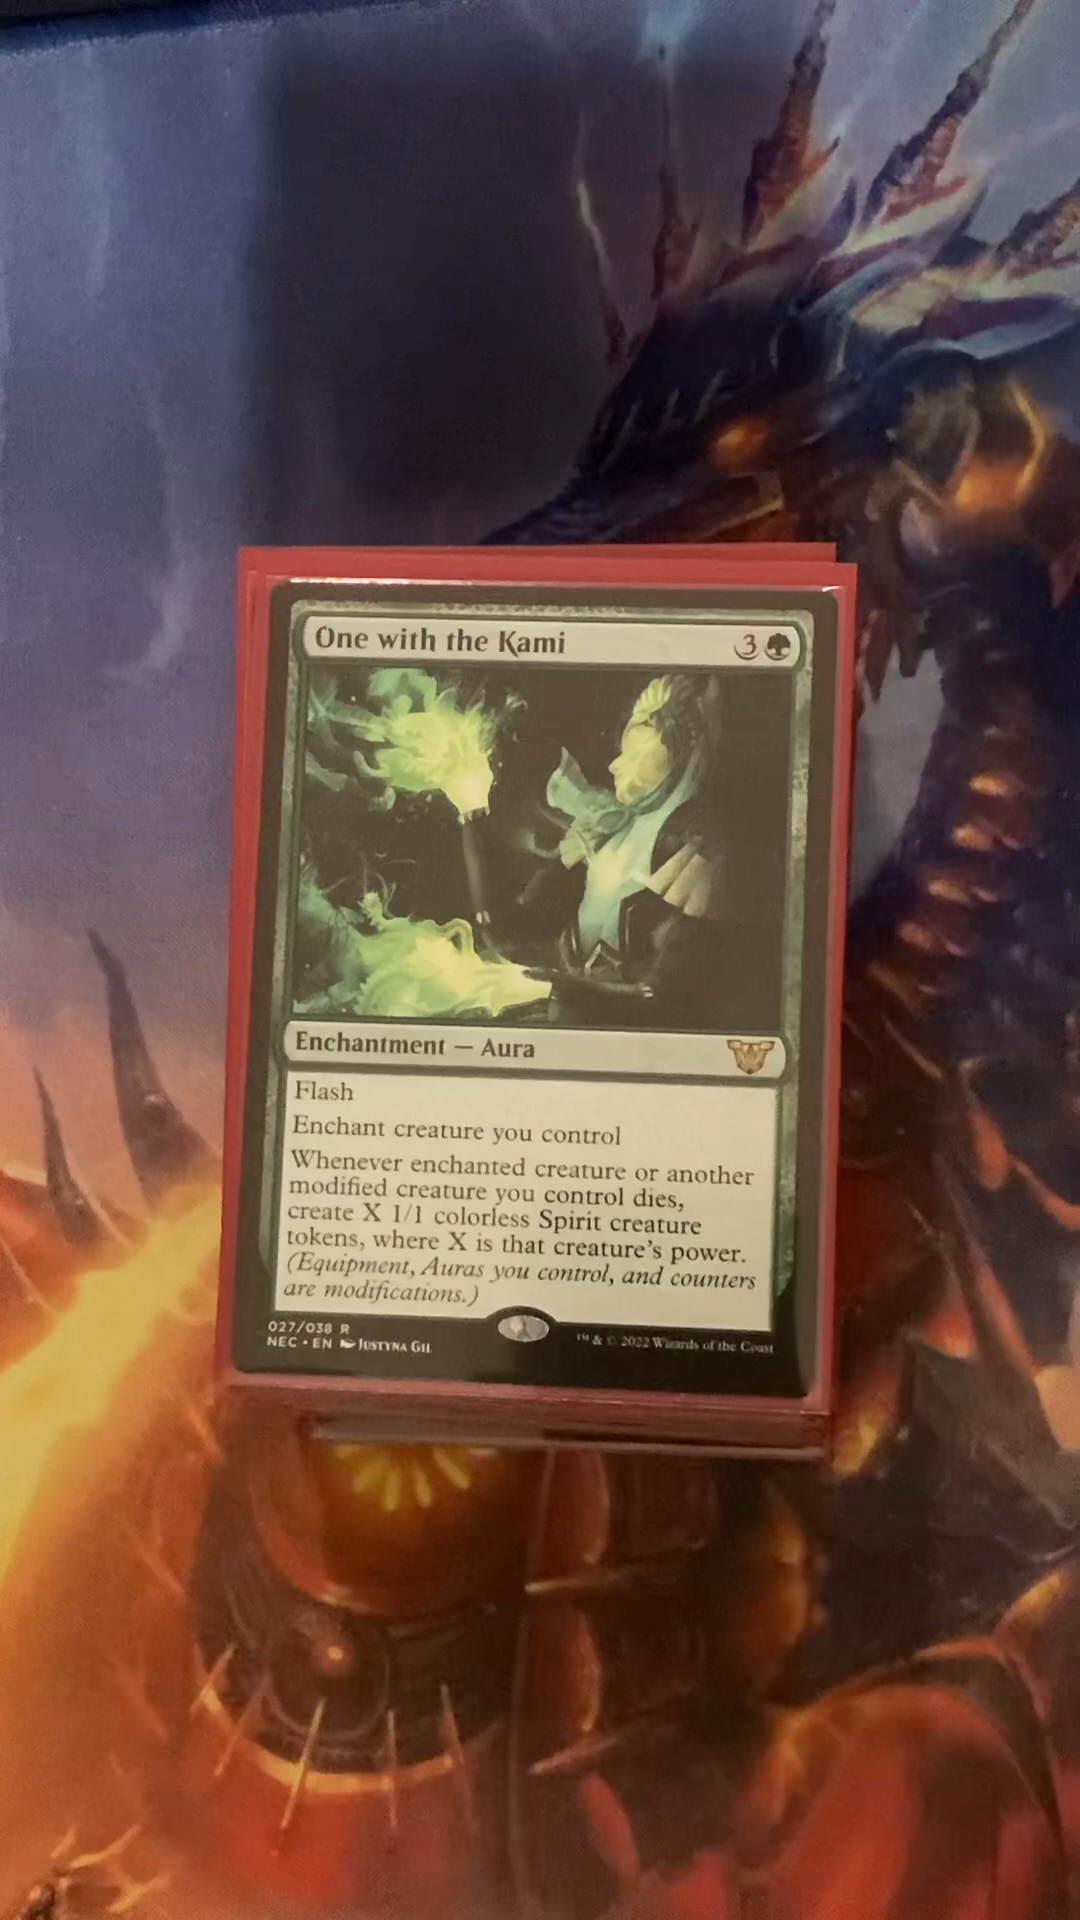 One with the Kami 3
Enchantment — Aura
Flash
Enchant creature you control
Whenever enchanted creature or another
modified creature you control dies,
create X 1/1 colorless Spirit creature
tokens, where X is that creature's power.
(Equipment, Auras you control, and counters
are modifications.)
027/038 R
NEC • EN Justyna Gil
™ & © 2022 Wizards of the Coast